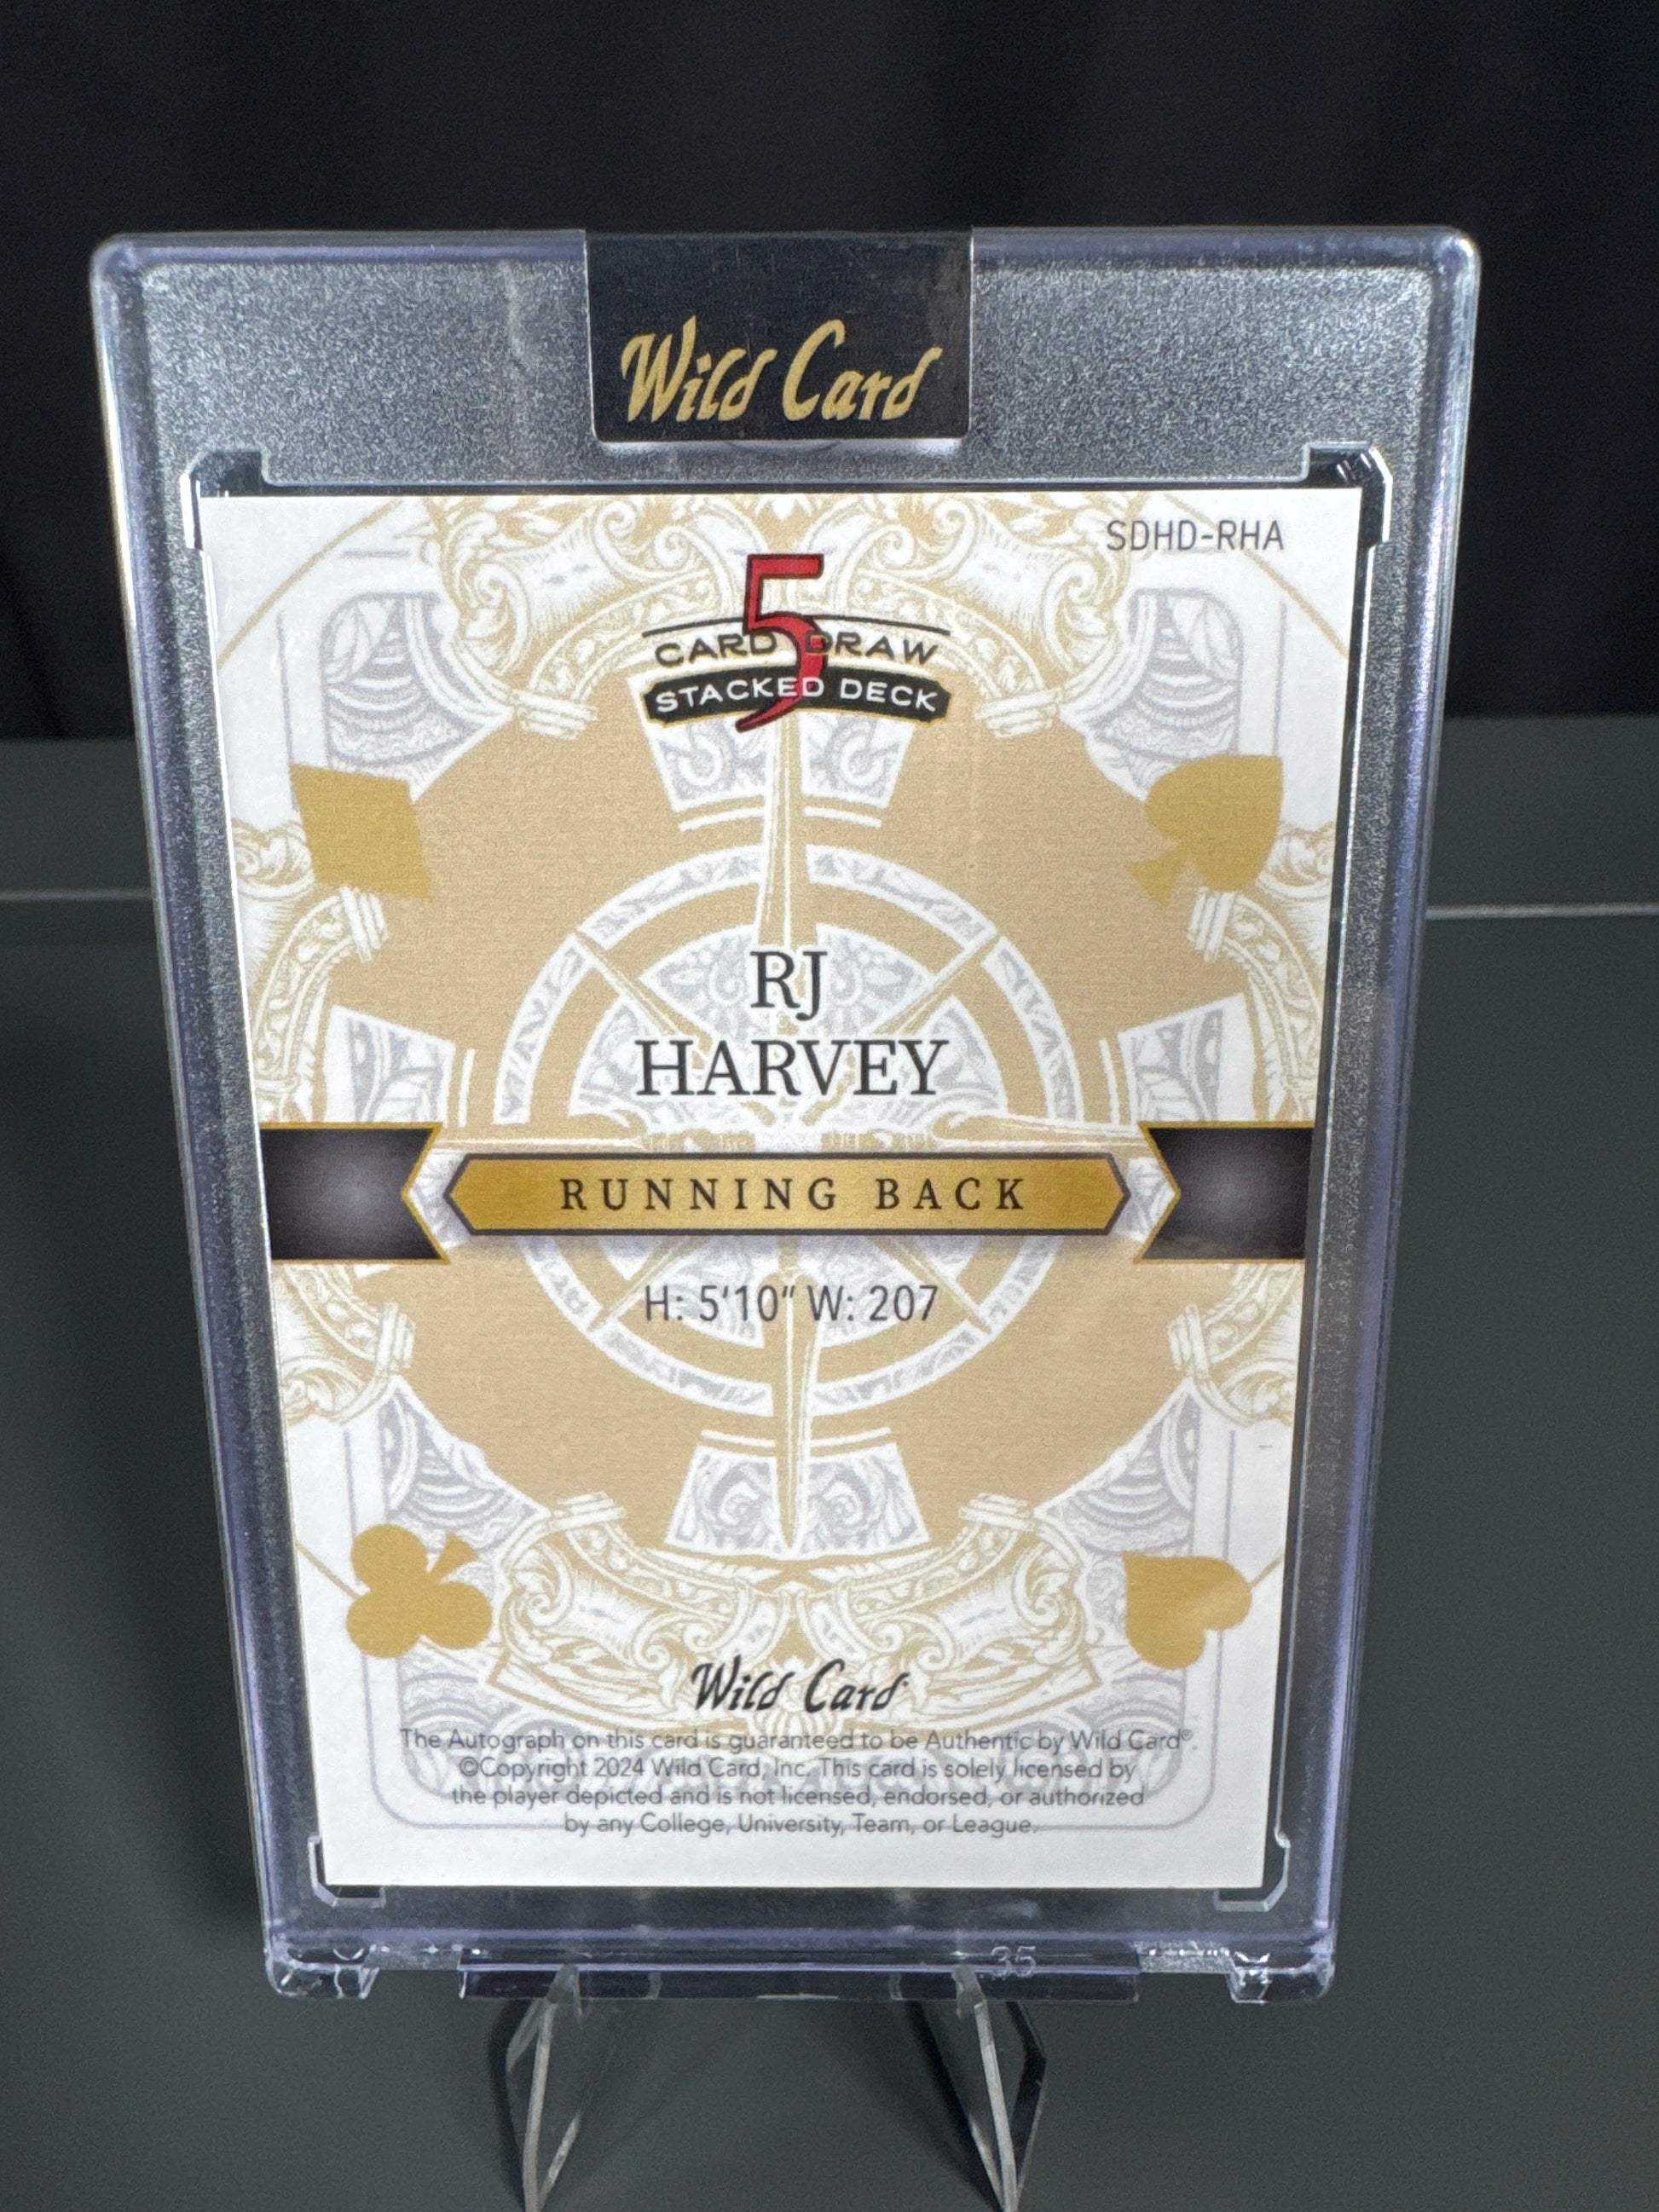 Wild Card
SDHD-RHA
5
CARD DRAW
STACKED DECK
RJ
HARVEY
RUNNING BACK
H: 5'10" W: 207
Wild Card
The Autograph on this card is guaranteed to be Authentic by Wild Card®.
©Copyright 2024 Wild Card, Inc. This card is solely licensed by
the player depicted and is not licensed, endorsed, or authorized
by any College, University, Team, or League.
35